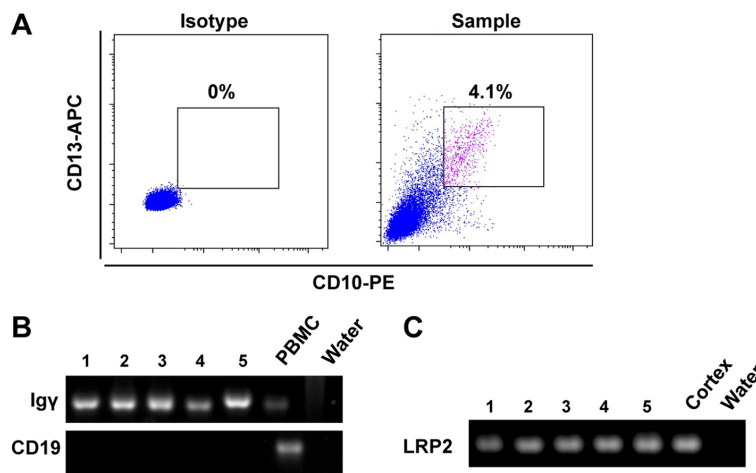 A
Isotype
Sample
0%
4.1%
CD13-APC
CD10-PE
B
1 2 3 4 5 PBMC Water
Igγ
CD19
C
1 2 3 4 5 Cortex Water
LRP2